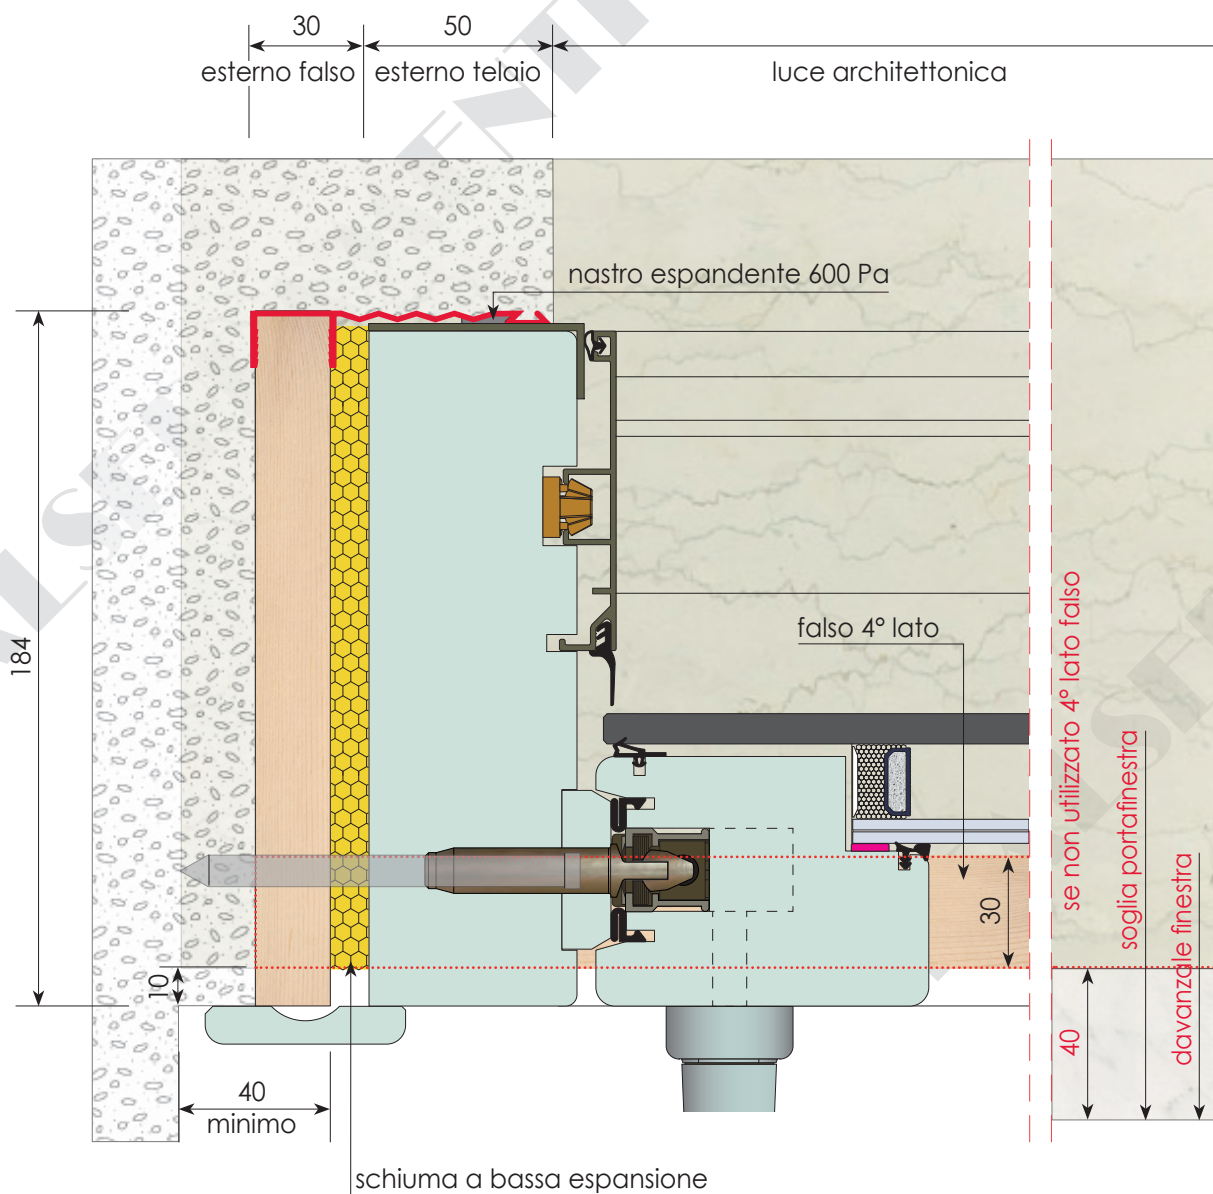 30
50
esterno falso
esterno telaio
luce architettonica
nastro espandente 600 Pa
184
falso 4° lato
se non utilizzato 4° lato falso
soglia portafinestra
davanzale finestra
30
10
40
40
minimo
schiuma a bassa espansione